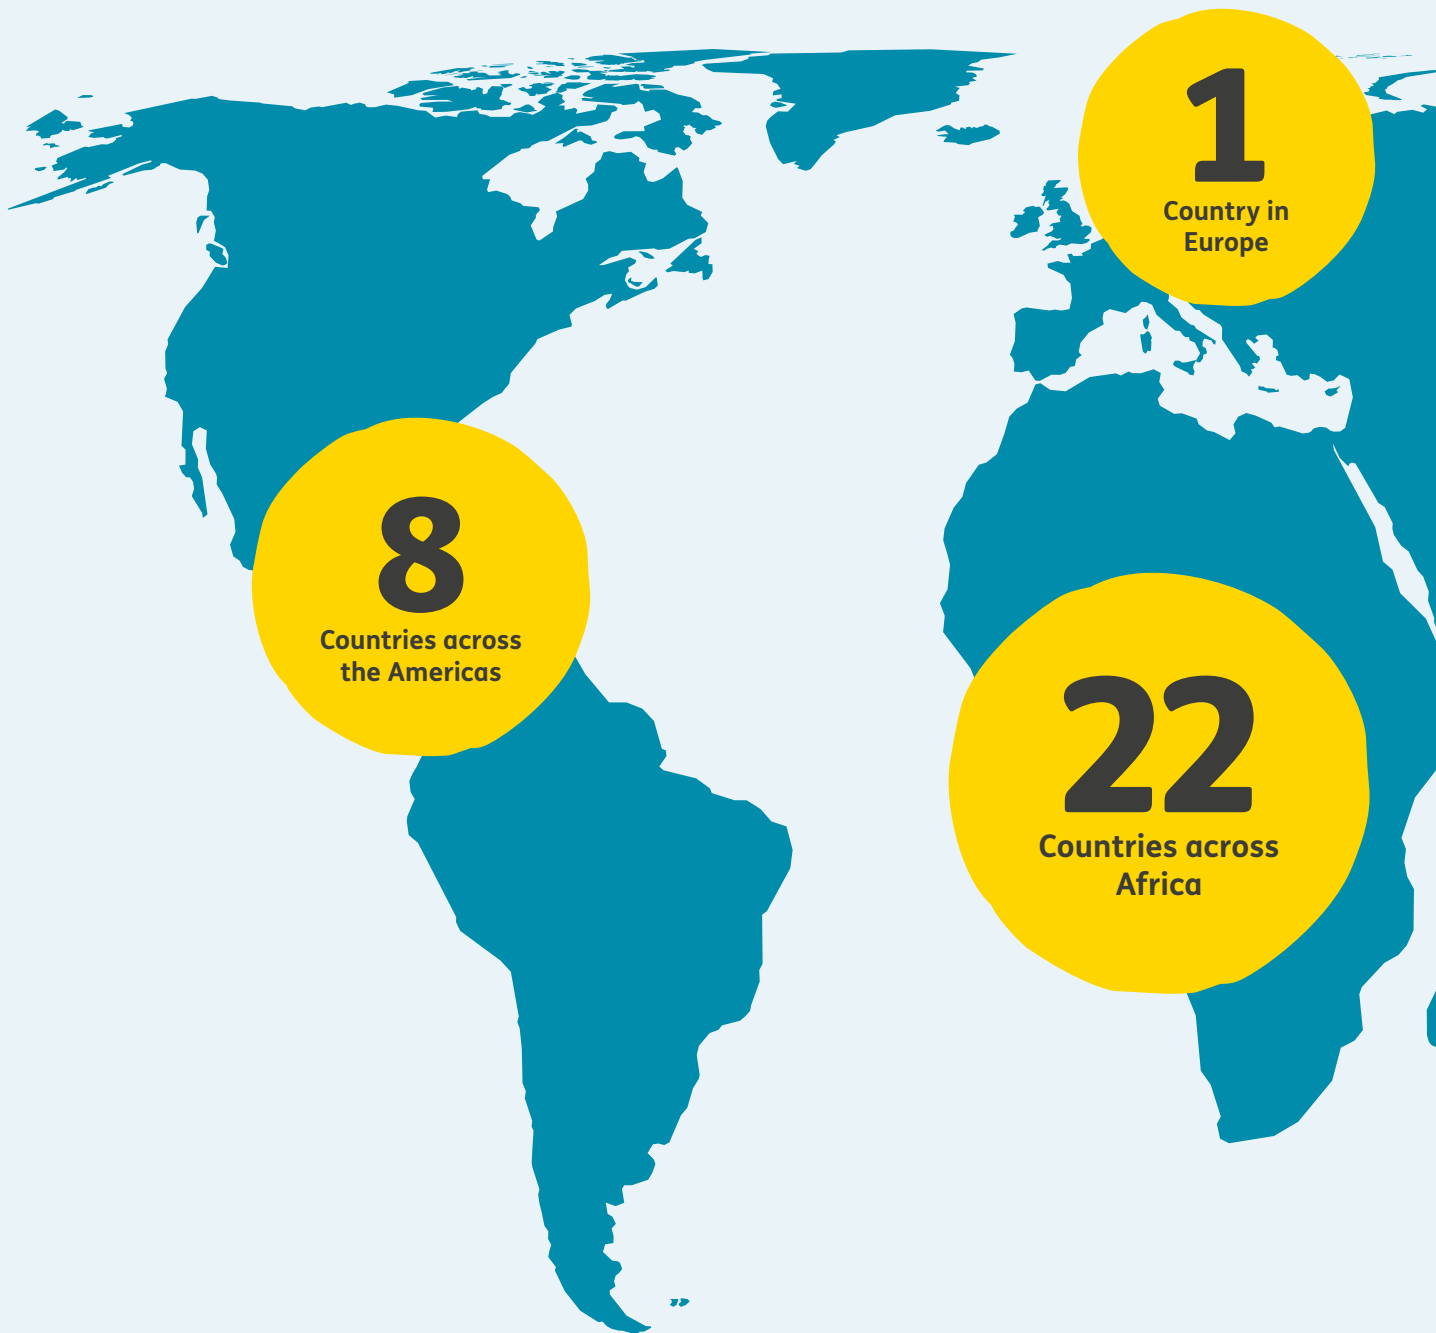 1
Country in
Europe
8
Countries across
the Americas
22
Countries across
Africa